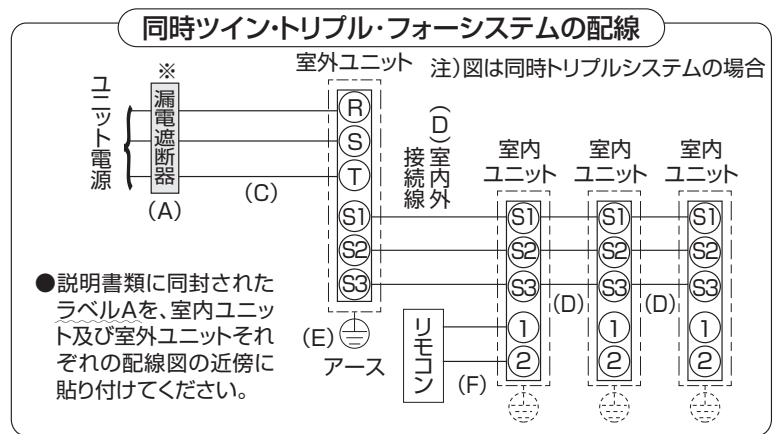 同時ツイン・トリプル・フォーシステムの配線
注)図は同時トリプルシステムの場合
ユニット電源
※
漏電遮断器
(A)
(C)
室外ユニット
R
S
T
S1
S2
S3
(E)
アース
(D)室内外
接続線
室内
ユニット
S1
S2
S3
1
2
(D)
室内
ユニット
S1
S2
S3
1
2
(D)
室内
ユニット
S1
S2
S3
1
2
リモコン
(F)
●説明書類に同封された
ラベルAを、室内ユニッ
ト及び室外ユニットそれ
ぞれの配線図の近傍に
貼り付けてください。